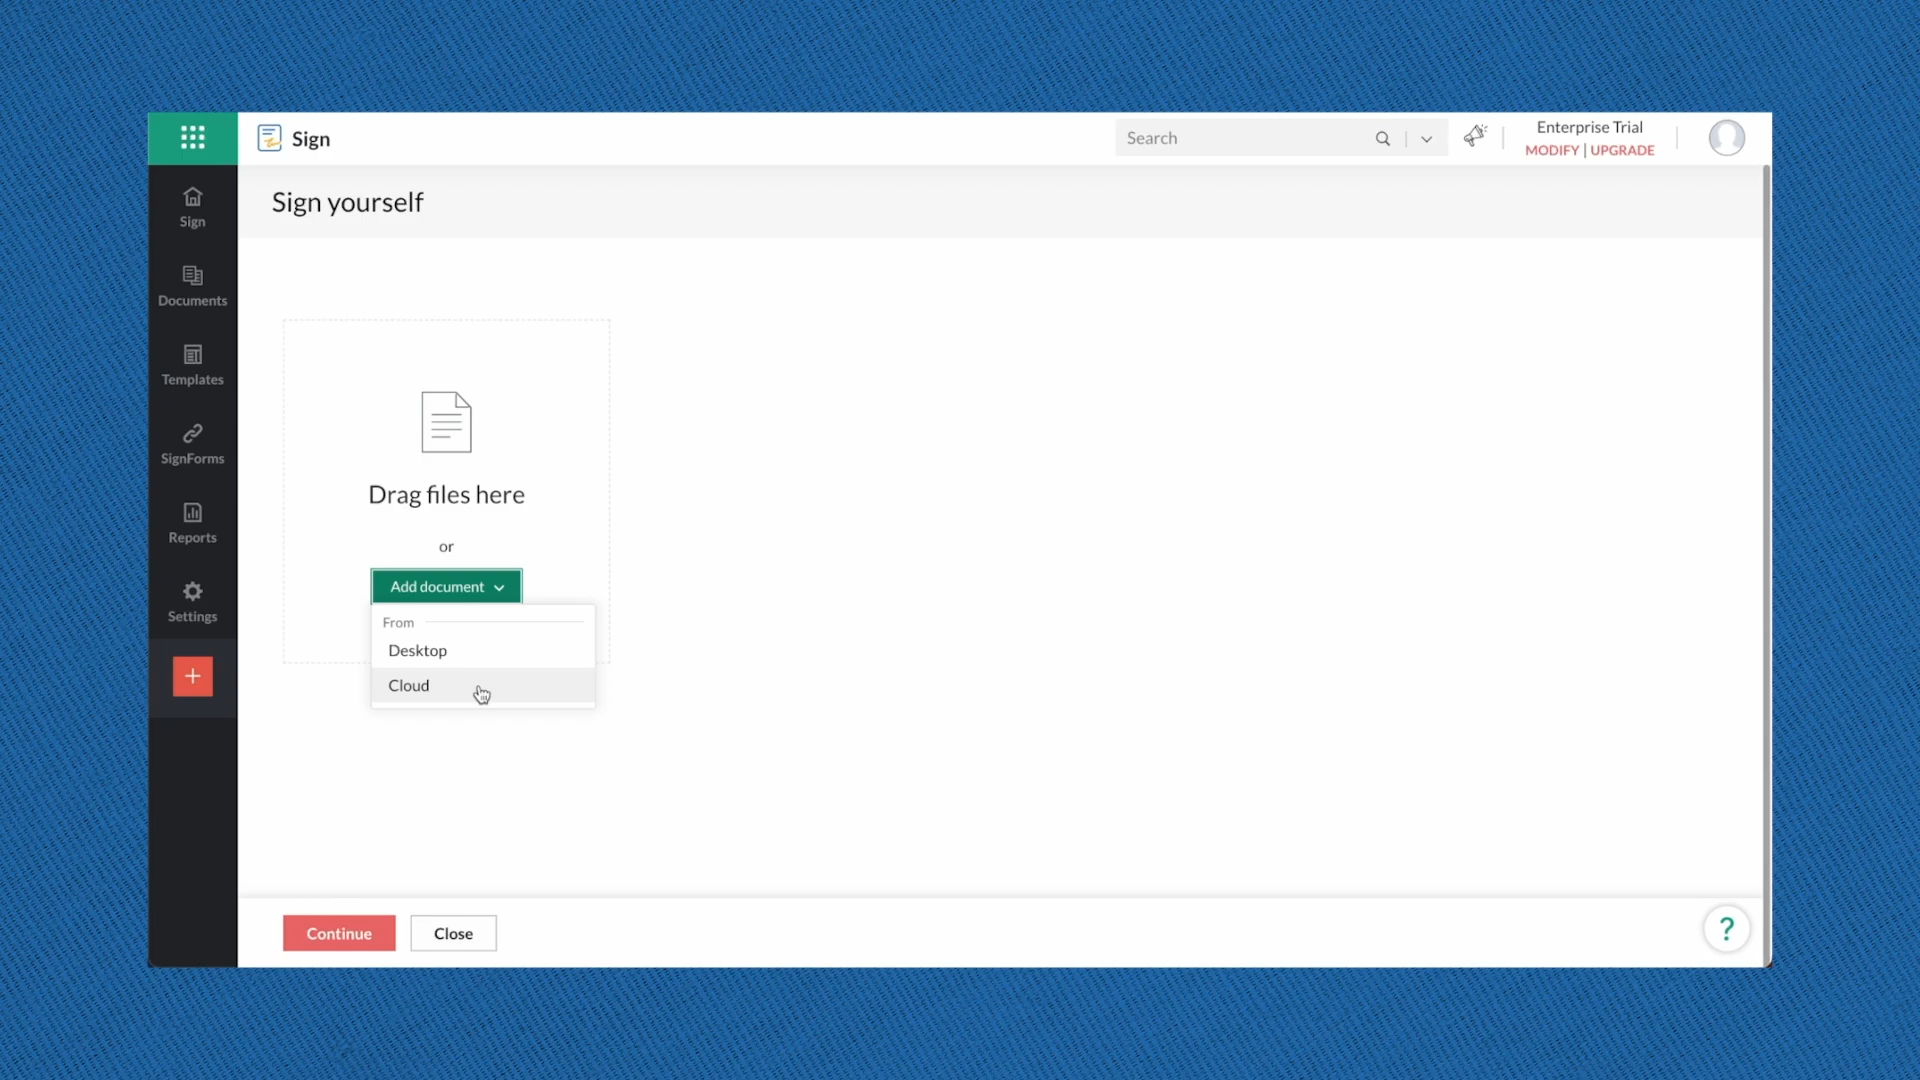 Sign
Search
Enterprise Trial
MODIFY | UPGRADE
Sign yourself
Sign
Documents
Templates
SignForms
Reports
Settings
+
Drag files here
or
Add document
From
Desktop
Cloud
Continue
Close
?